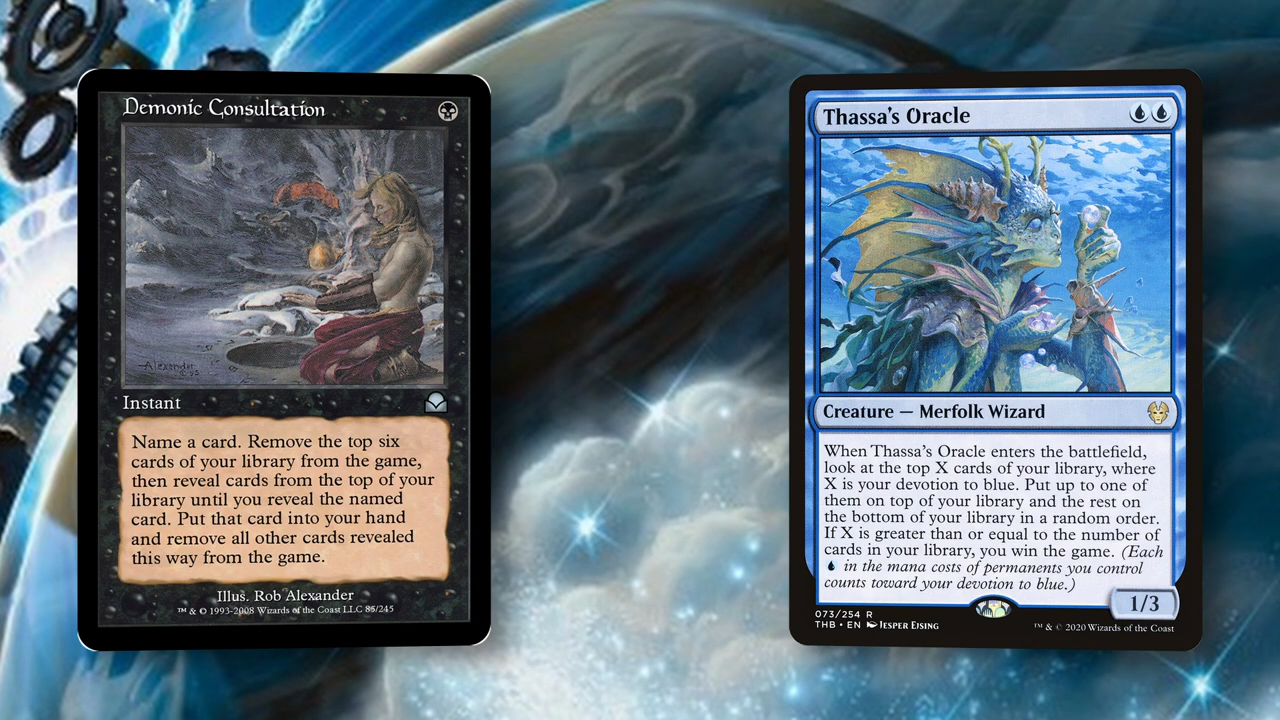 Demonic Consultation
Alexander
Instant
Name a card. Remove the top six
cards of your library from the game,
then reveal cards from the top of your
library until you reveal the named
card. Put that card into your hand
and remove all other cards revealed
this way from the game.
Illus. Rob Alexander
™ & © 1993-2008 Wizards of the Coast LLC 85/245
Thassa's Oracle
Creature — Merfolk Wizard
When Thassa's Oracle enters the battlefield,
look at the top X cards of your library, where
X is your devotion to blue. Put up to one of
them on top of your library and the rest on
the bottom of your library in a random order.
If X is greater than or equal to the number of
cards in your library, you win the game. (Each
in the mana costs of permanents you control
counts toward your devotion to blue.)
1/3
073/254 R
THB • EN Jesper Eising
™ & © 2020 Wizards of the Coast